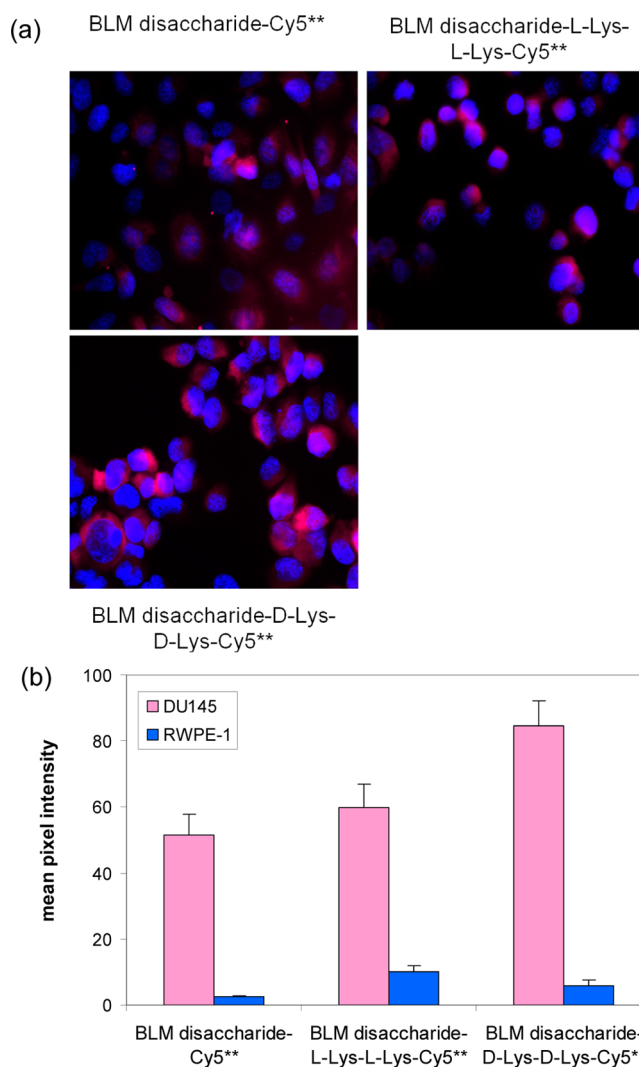 (a)
BLM disaccharide-Cy5**
BLM disaccharide-L-Lys-
L-Lys-Cy5**
BLM disaccharide-D-Lys-
D-Lys-Cy5**
(b)
100
80
60
40
20
0
mean pixel intensity
DU145
RWPE-1
BLM disaccharide-
Cy5**
BLM disaccharide-
L-Lys-L-Lys-Cy5**
BLM disaccharide-
D-Lys-D-Lys-Cy5*